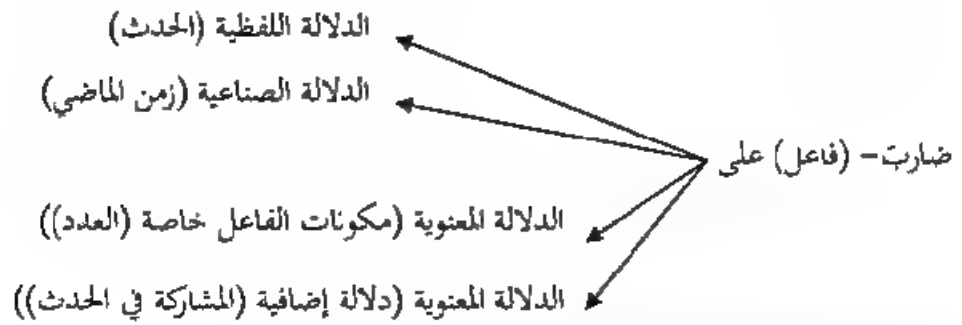 الدلالة اللفظية (الحدث)
الدلالة الصناعية (زمن الماضي)
ضاربَ- (فاعل) على
الدلالة المعنوية (مكونات الفاعل خاصة (العدد))
الدلالة المعنوية (دلالة إضافية (المشاركة في الحدث))